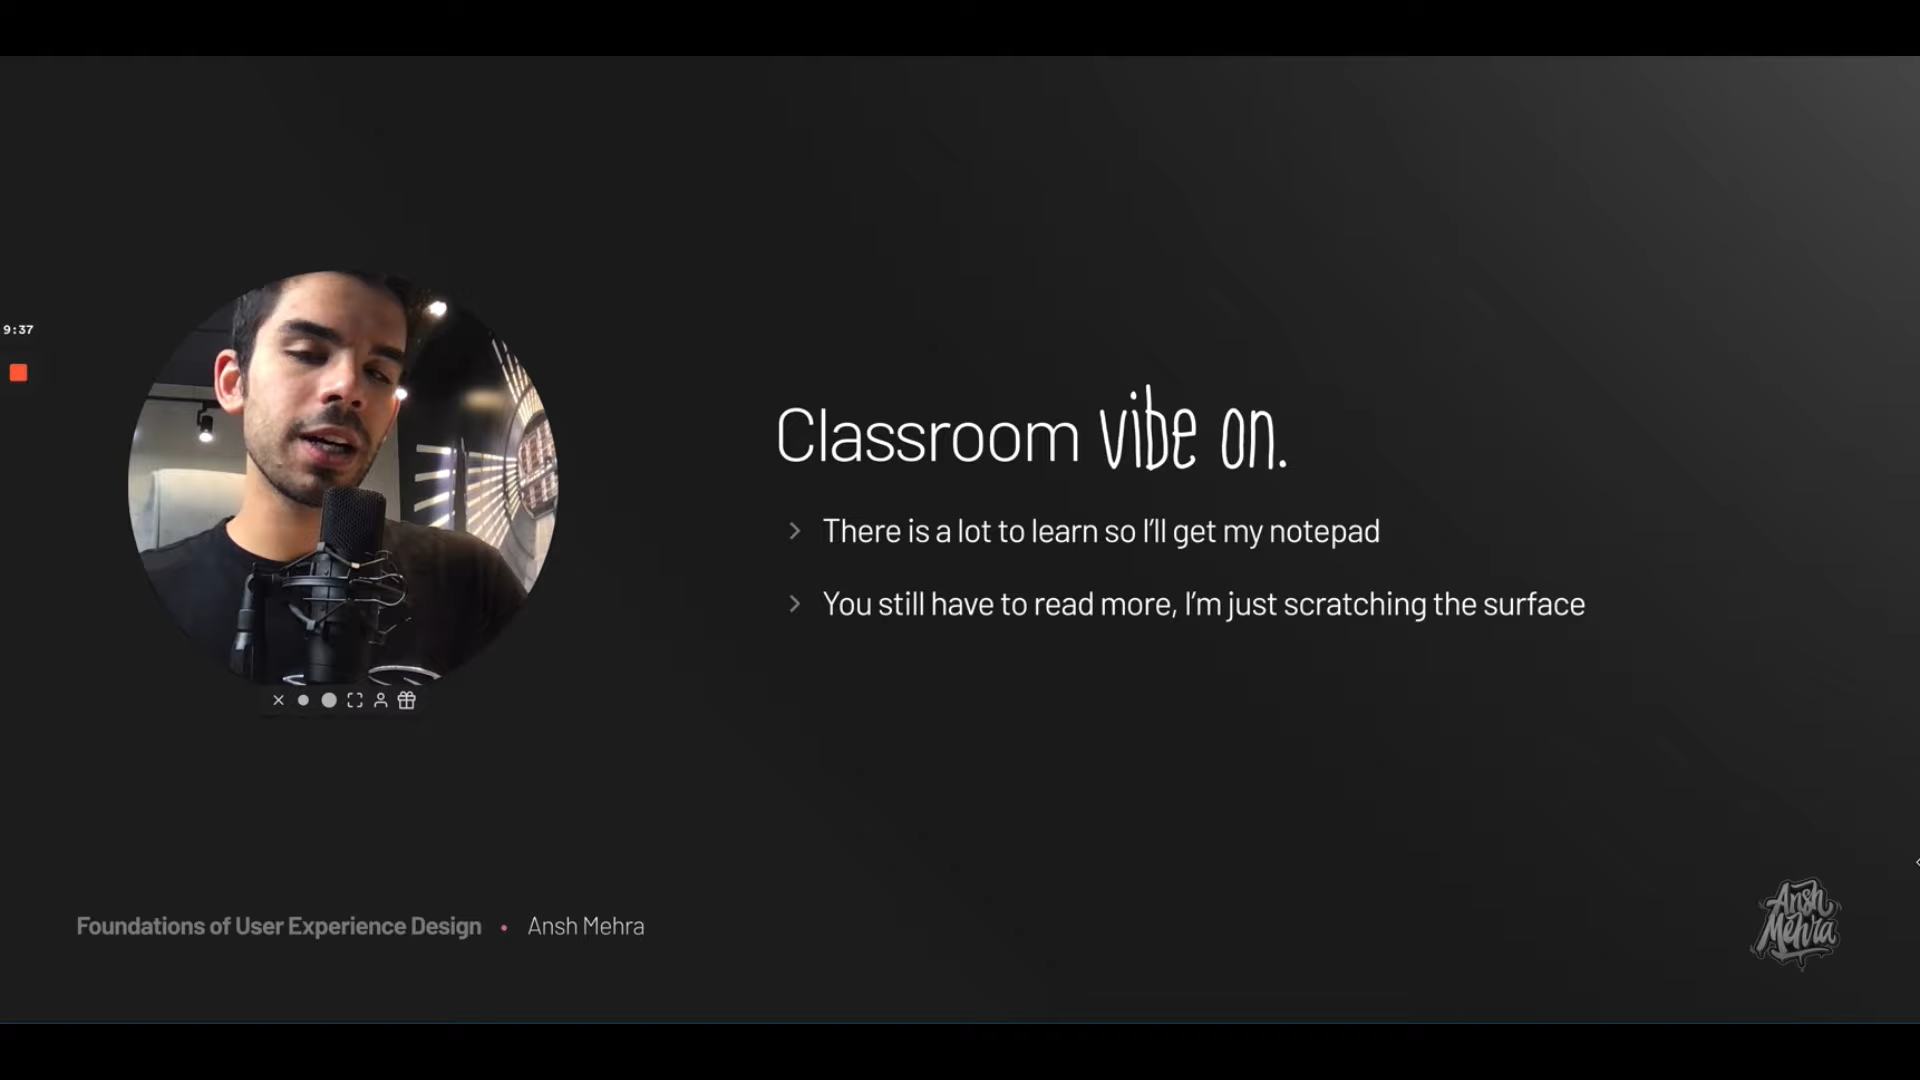 9:37
Classroom vibe on.
There is a lot to learn so I'll get my notepad
You still have to read more, I'm just scratching the surface
Foundations of User Experience Design • Ansh Mehra
Ansh
Mehra